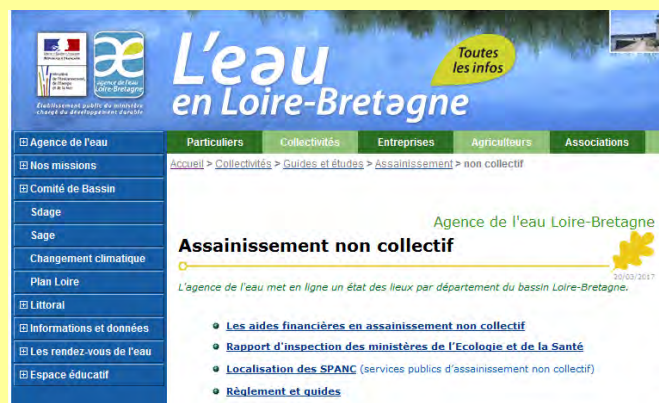 agence de l'eau
Loire-Bretagne
Établissement public du ministère
chargé du développement durable
L'eau
en Loire-Bretagne
Toutes
les infos
Agence de l'eau
Nos missions
Comité de Bassin
Sdage
Sage
Changement climatique
Plan Loire
Littoral
Informations et données
Les rendez-vous de l'eau
Espace éducatif
Particuliers Collectivités Entreprises Agriculteurs Associations
Accueil > Collectivités > Guides et études > Assainissement > non collectif
Agence de l'eau Loire-Bretagne
Assainissement non collectif
20/03/2017
L'agence de l'eau met en ligne un état des lieux par département du bassin Loire-Bretagne.
Les aides financières en assainissement non collectif
Rapport d'inspection des ministères de l'Ecologie et de la Santé
Localisation des SPANC (services publics d'assainissement non collectif)
Règlement et guides